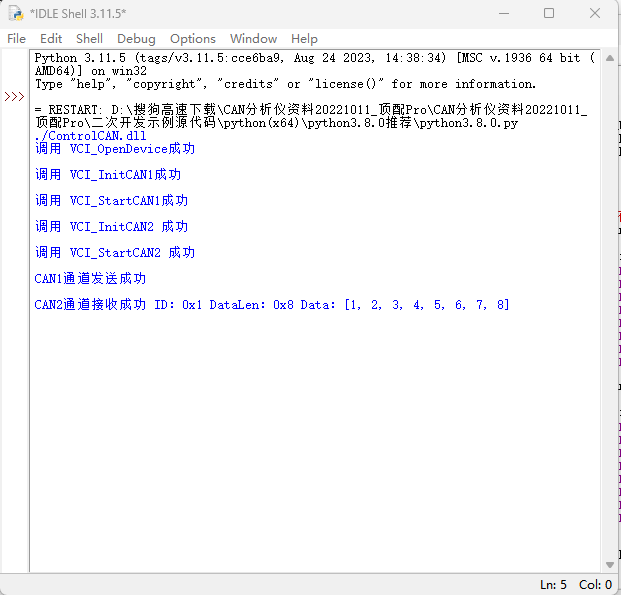 *IDLE Shell 3.11.5*
File Edit Shell Debug Options Window Help
Python 3.11.5 (tags/v3.11.5:cce6ba9, Aug 24 2023, 14:38:34) [MSC v.1936 64 bit (
AMD64)] on win32
Type "help", "copyright", "credits" or "license()" for more information.
>>>
= RESTART: D:\搜狗高速下载\CAN分析仪资料20221011_顶配Pro\CAN分析仪资料20221011_
顶配Pro\二次开发示例源代码\python(x64)\python3.8.0推荐\python3.8.0.py
./ControlCAN.dll
调用 VCI_OpenDevice成功
调用 VCI_InitCAN1成功
调用 VCI_StartCAN1成功
调用 VCI_InitCAN2 成功
调用 VCI_StartCAN2 成功
CAN1通道发送成功
CAN2通道接收成功 ID: 0x1 DataLen: 0x8 Data: [1, 2, 3, 4, 5, 6, 7, 8]
Ln: 5 Col: 0